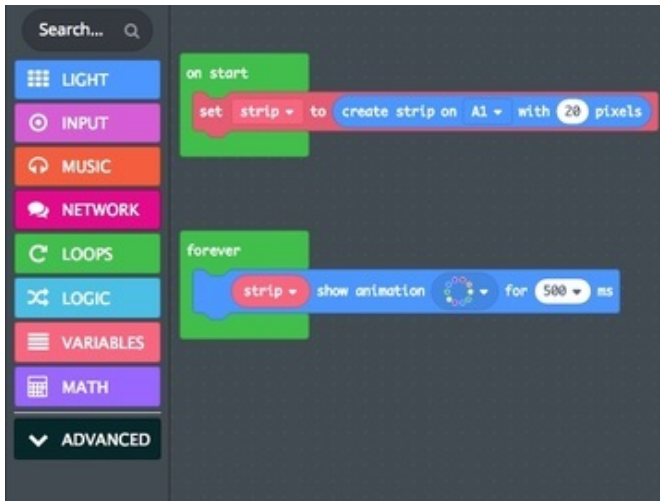 Search...
LIGHT
INPUT
MUSIC
NETWORK
LOOPS
LOGIC
VARIABLES
MATH
ADVANCED
on start
set strip to create strip on A1 with 20 pixels
forever
strip show animation for 500 ms